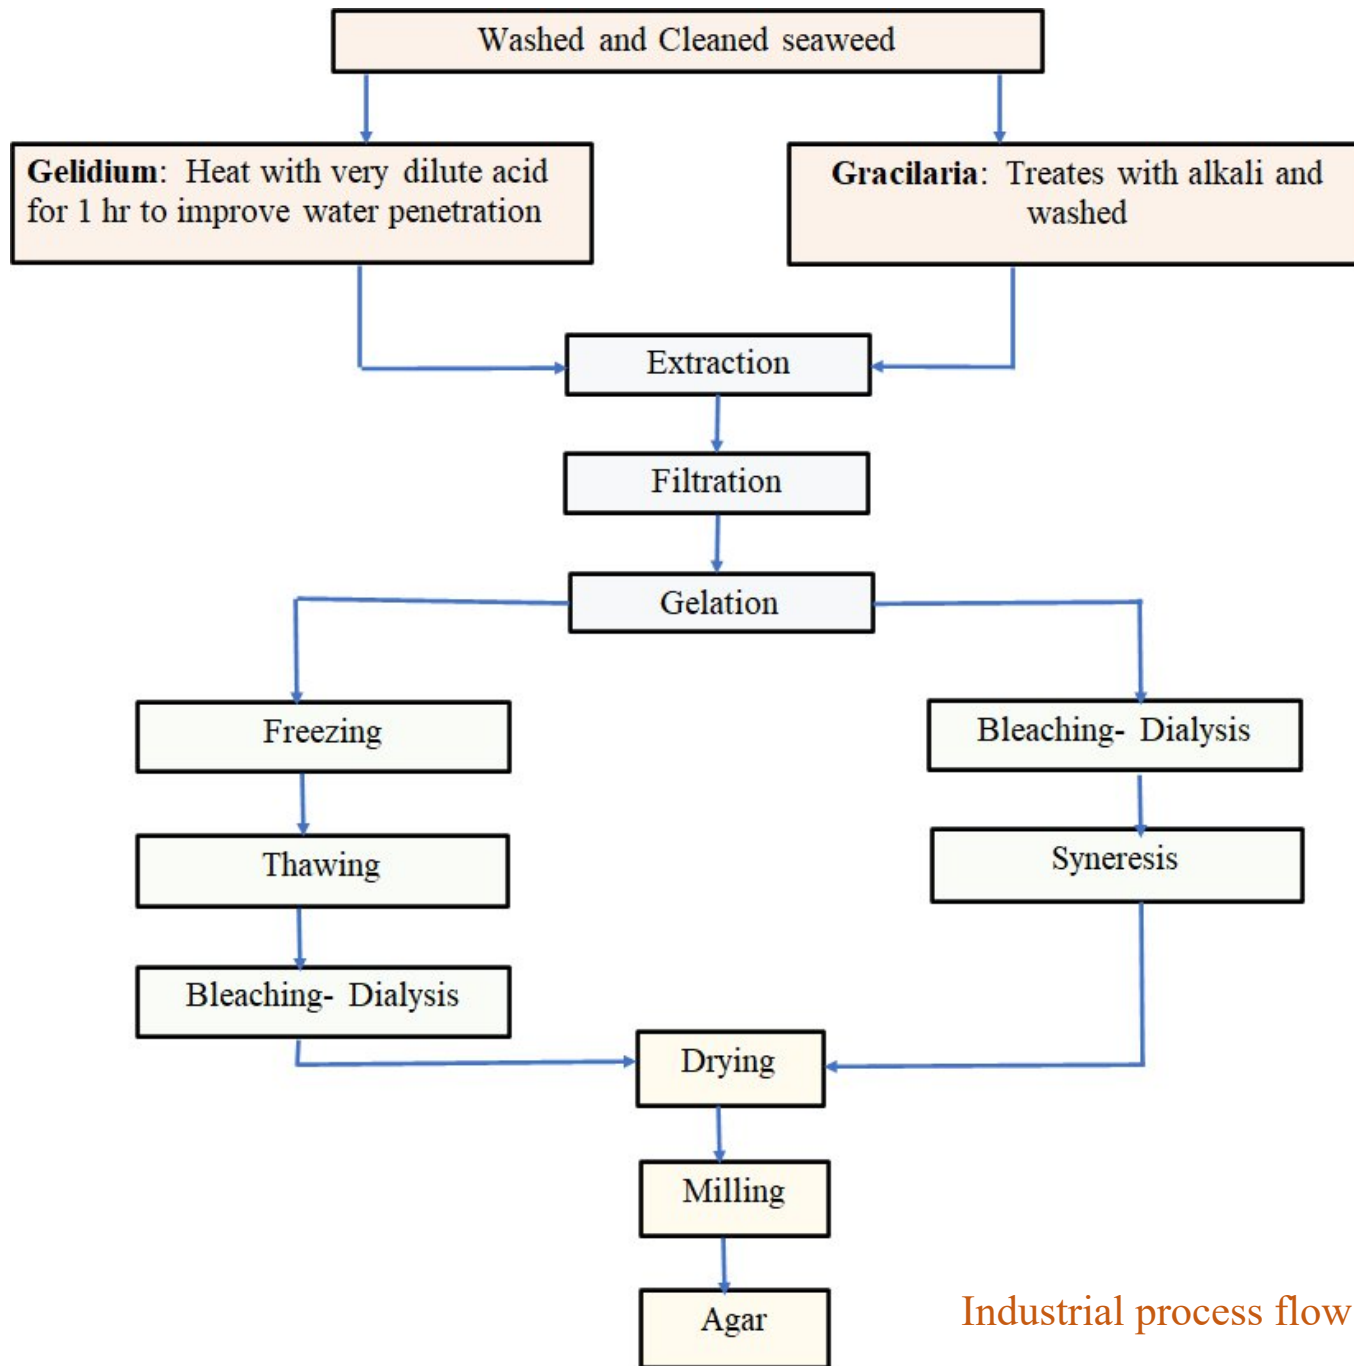 Washed and Cleaned seaweed
Gelidium: Heat with very dilute acid
for 1 hr to improve water penetration
Gracilaria: Treates with alkali and
washed
Extraction
Filtration
Gelation
Freezing
Bleaching- Dialysis
Thawing
Syneresis
Bleaching- Dialysis
Drying
Milling
Agar
Industrial process flow